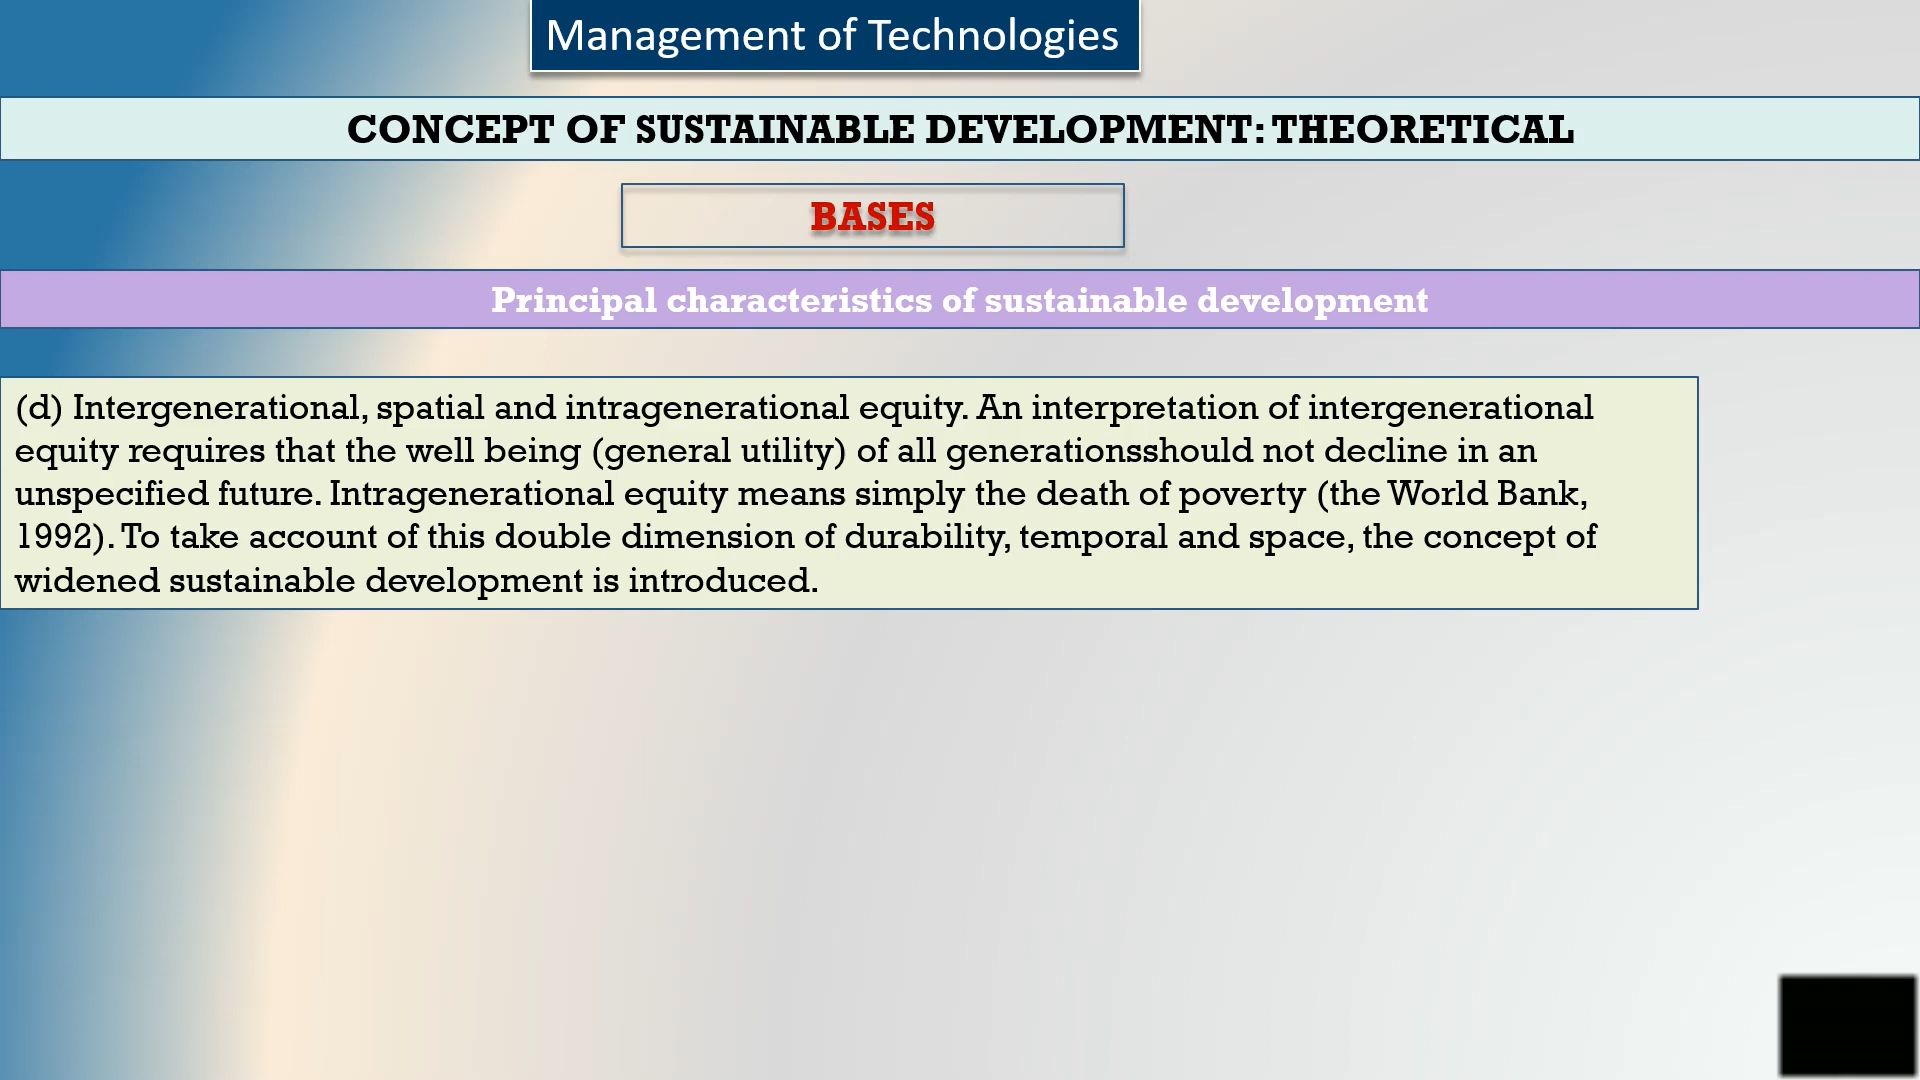 Management of Technologies
CONCEPT OF SUSTAINABLE DEVELOPMENT: THEORETICAL
BASES
Principal characteristics of sustainable development
(d) Intergenerational, spatial and intragenerational equity. An interpretation of intergenerational
equity requires that the well being (general utility) of all generationsshould not decline in an
unspecified future. Intragenerational equity means simply the death of poverty (the World Bank,
1992). To take account of this double dimension of durability, temporal and space, the concept of
widened sustainable development is introduced.